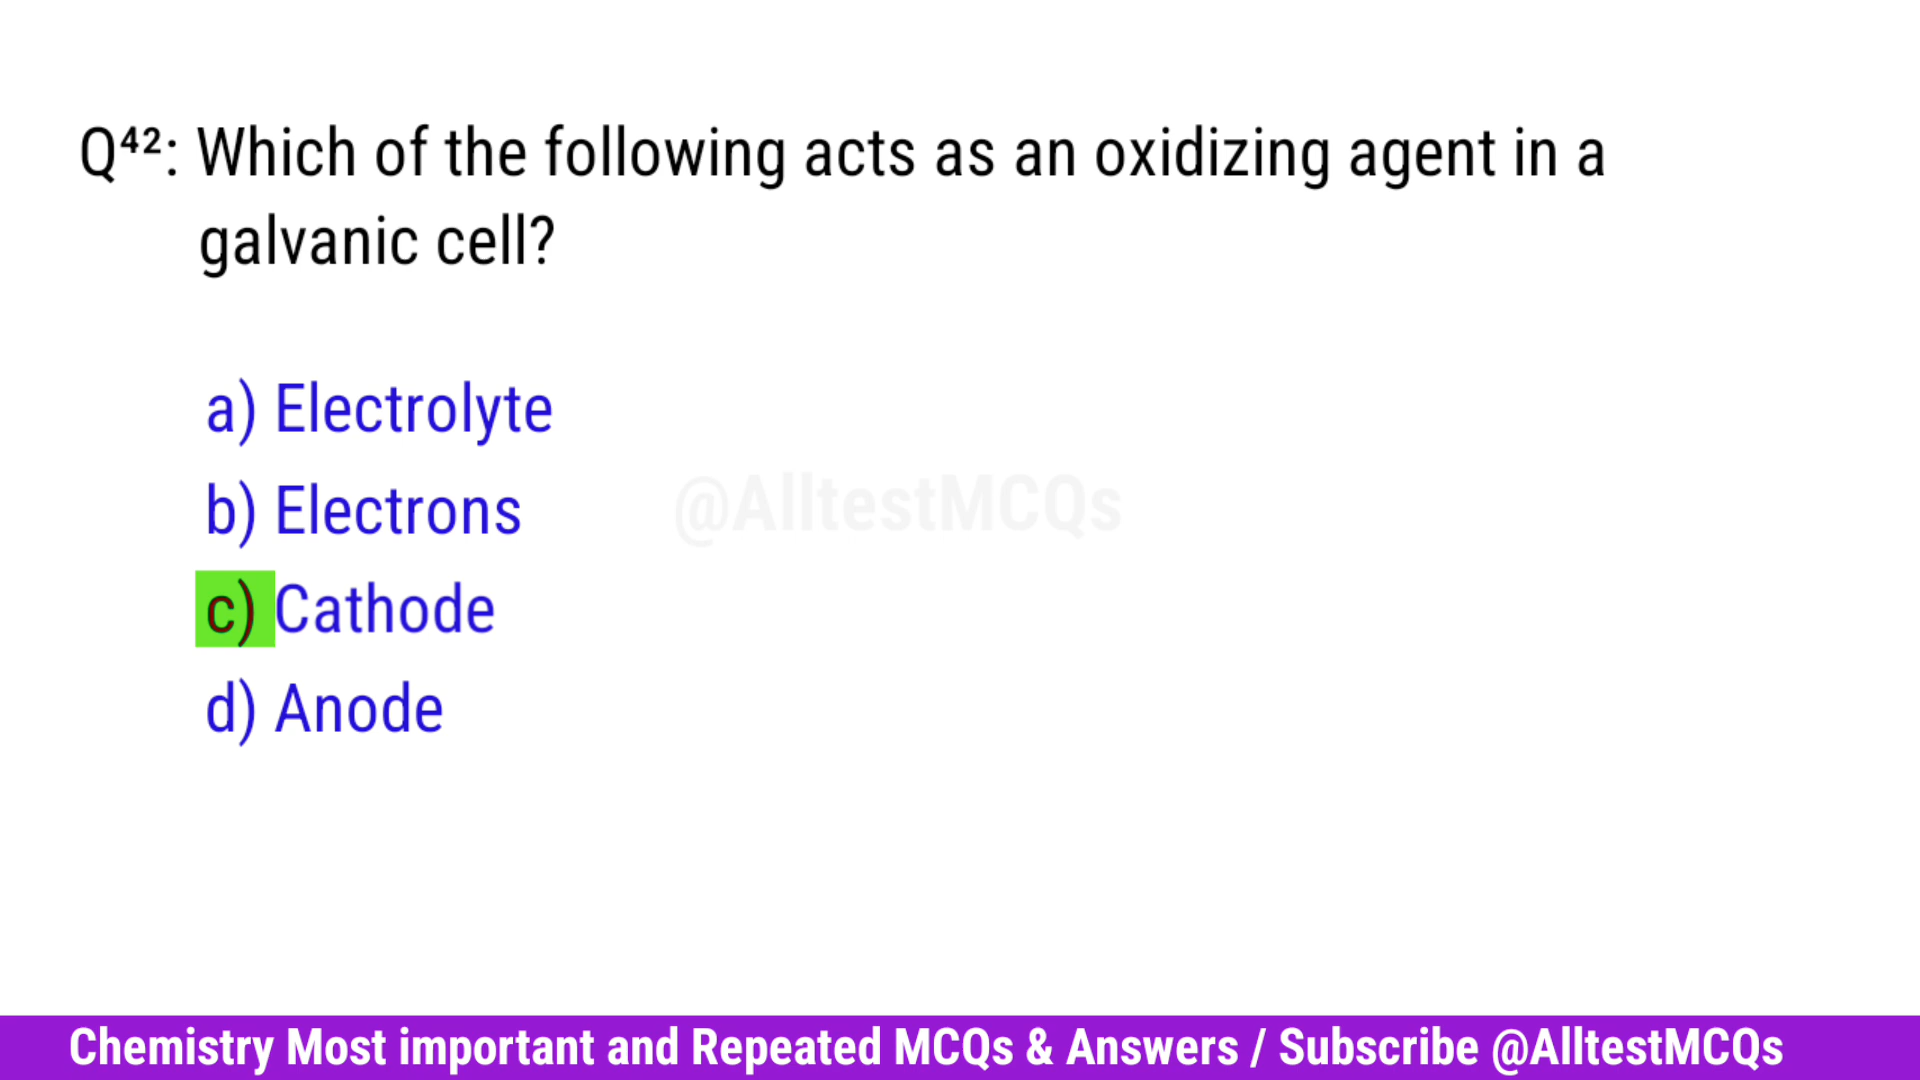 Q⁴²: Which of the following acts as an oxidizing agent in a
galvanic cell?
a) Electrolyte
b) Electrons
@AlltestMCQs
c) Cathode
d) Anode
Chemistry Most important and Repeated MCQs & Answers / Subscribe @AlltestMCQs